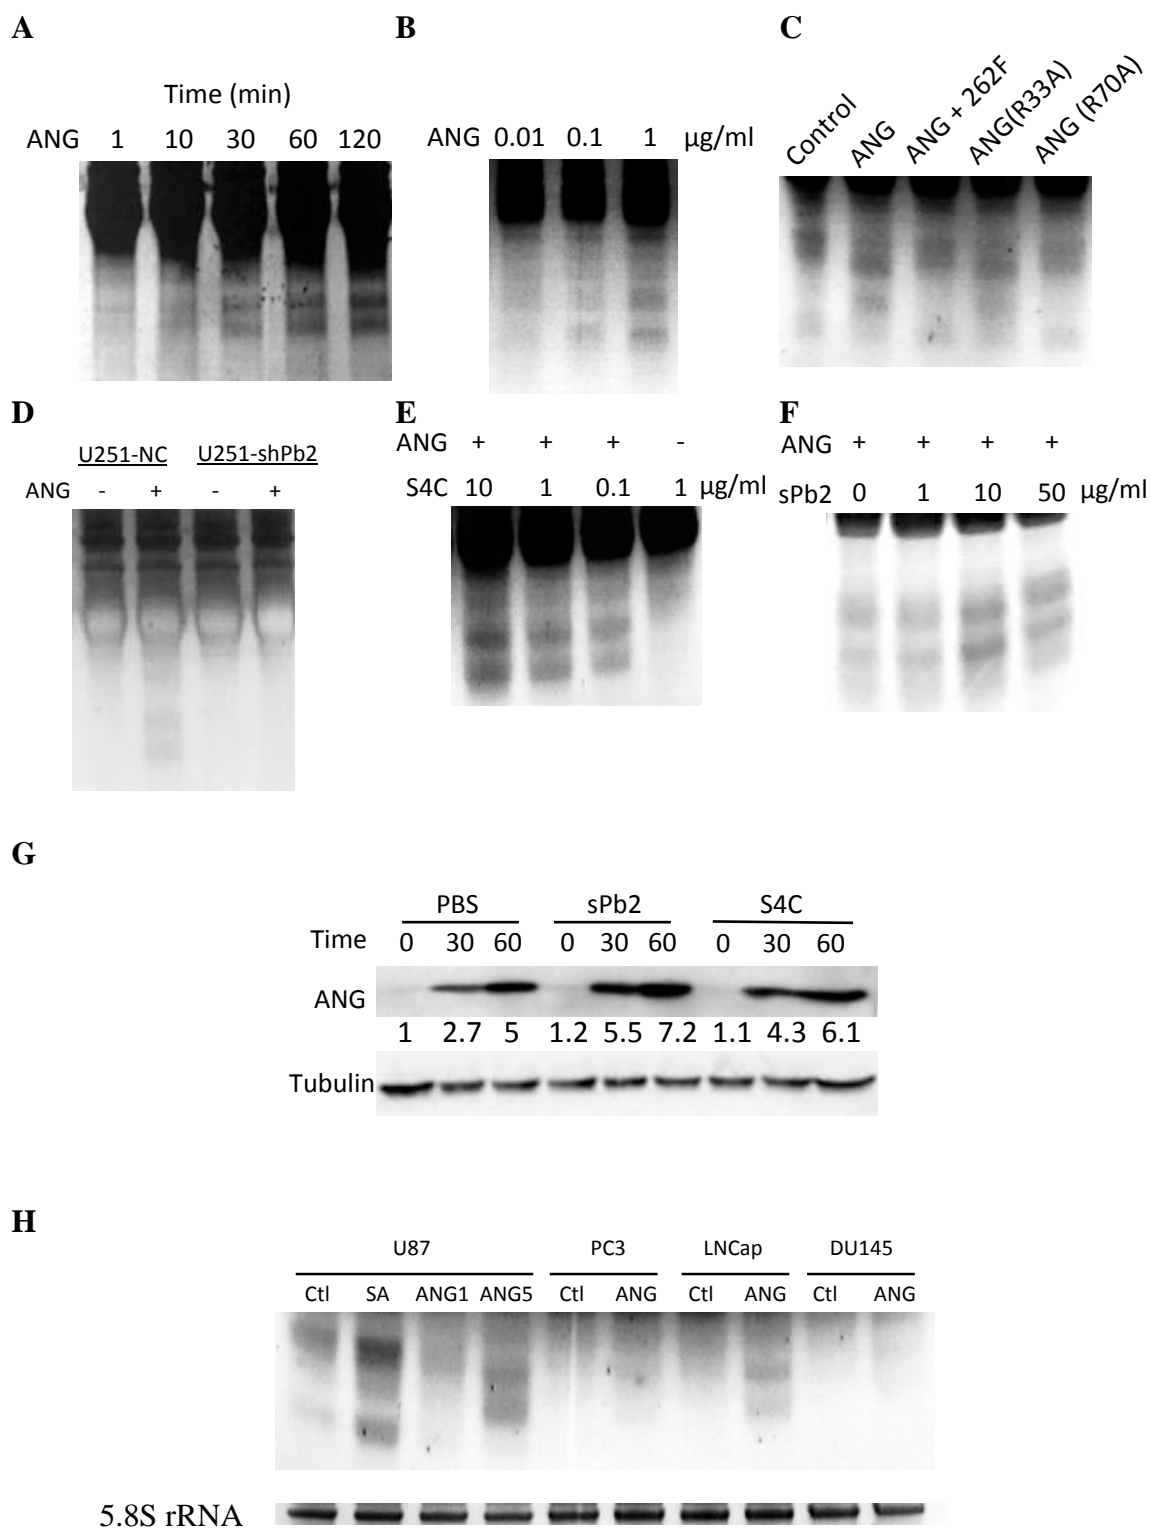 A
Time (min)
ANG 1 10 30 60 120
B
ANG 0.01 0.1 1 µg/ml
C
Control ANG ANG + 262F ANG(R33A) ANG (R70A)
D
U251-NC U251-shPb2
ANG - + - +
E
ANG + + + -
S4C 10 1 0.1 1 µg/ml
F
ANG + + + +
sPb2 0 1 10 50 µg/ml
G
PBS sPb2 S4C
Time 0 30 60 0 30 60 0 30 60
ANG
1 2.7 5 1.2 5.5 7.2 1.1 4.3 6.1
Tubulin
H
U87 PC3 LNCap DU145
Ctl SA ANG1 ANG5 Ctl ANG Ctl ANG Ctl ANG
5.8S rRNA